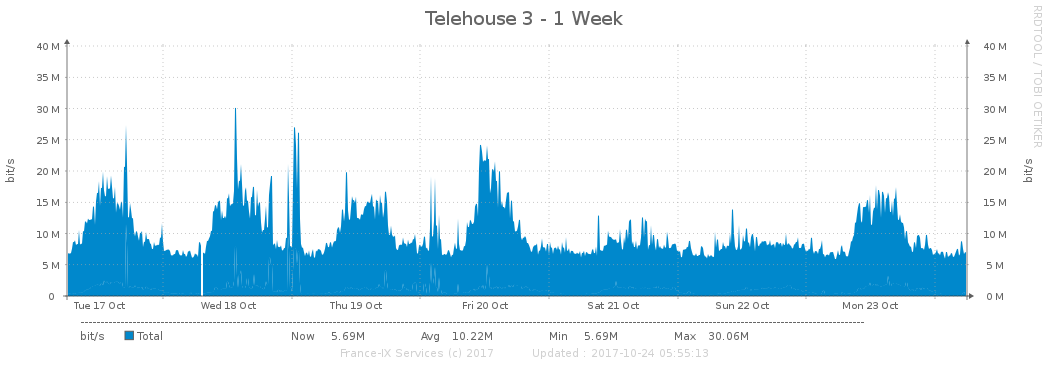 Telehouse 3 - 1 Week
RRDTOOL / TOBI OETIKER
40 M 40 M
35 M 35 M
30 M 30 M
25 M 25 M
20 M 20 M
15 M 15 M
10 M 10 M
5 M 5 M
0 0 M
bit/s
bit/s
Tue 17 Oct Wed 18 Oct Thu 19 Oct Fri 20 Oct Sat 21 Oct Sun 22 Oct Mon 23 Oct
bit/s Total Now 5.69M Avg 10.22M Min 5.69M Max 30.06M
France-IX Services (c) 2017 Updated : 2017-10-24 05:55:13